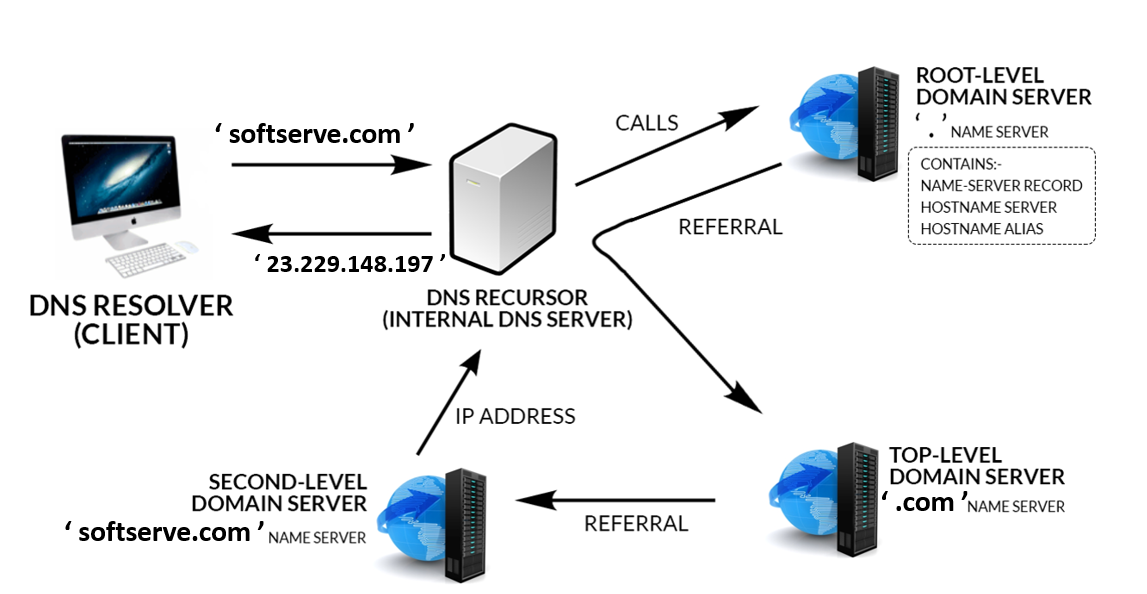 ‘ softserve.com ’
‘ 23.229.148.197 ’
DNS RESOLVER
(CLIENT)
DNS RECURSOR
(INTERNAL DNS SERVER)
CALLS
REFERRAL
ROOT-LEVEL
DOMAIN SERVER
‘ . ’ NAME SERVER
CONTAINS:-
NAME-SERVER RECORD
HOSTNAME SERVER
HOSTNAME ALIAS
IP ADDRESS
SECOND-LEVEL
DOMAIN SERVER
‘ softserve.com ’ NAME SERVER
REFERRAL
TOP-LEVEL
DOMAIN SERVER
‘ .com ’ NAME SERVER